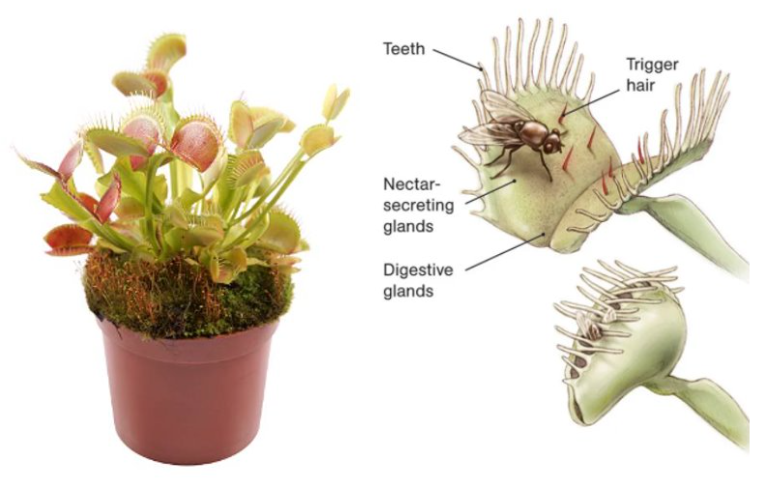 Teeth
Trigger
hair
Nectar-
secreting
glands
Digestive
glands